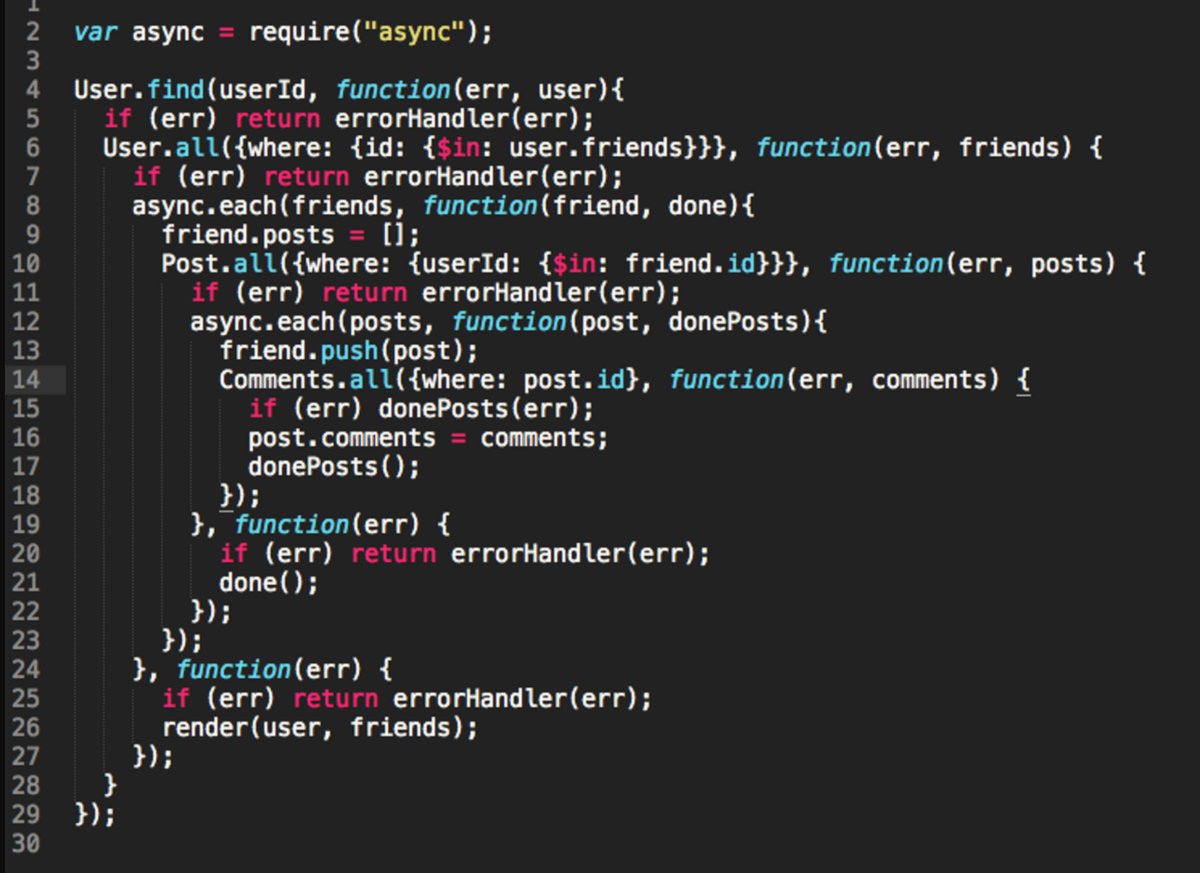 1
2 var async = require("async");
3
4 User.find(userId, function(err, user){
5 if (err) return errorHandler(err);
6 User.all({where: {id: {$in: user.friends}}}, function(err, friends) {
7 if (err) return errorHandler(err);
8 async.each(friends, function(friend, done){
9 friend.posts = [];
10 Post.all({where: {userId: {$in: friend.id}}}, function(err, posts) {
11 if (err) return errorHandler(err);
12 async.each(posts, function(post, donePosts){
13 friend.push(post);
14 Comments.all({where: post.id}, function(err, comments) {
15 if (err) donePosts(err);
16 post.comments = comments;
17 donePosts();
18 });
19 }, function(err) {
20 if (err) return errorHandler(err);
21 done();
22 });
23 });
24 }, function(err) {
25 if (err) return errorHandler(err);
26 render(user, friends);
27 });
28 }
29 });
30